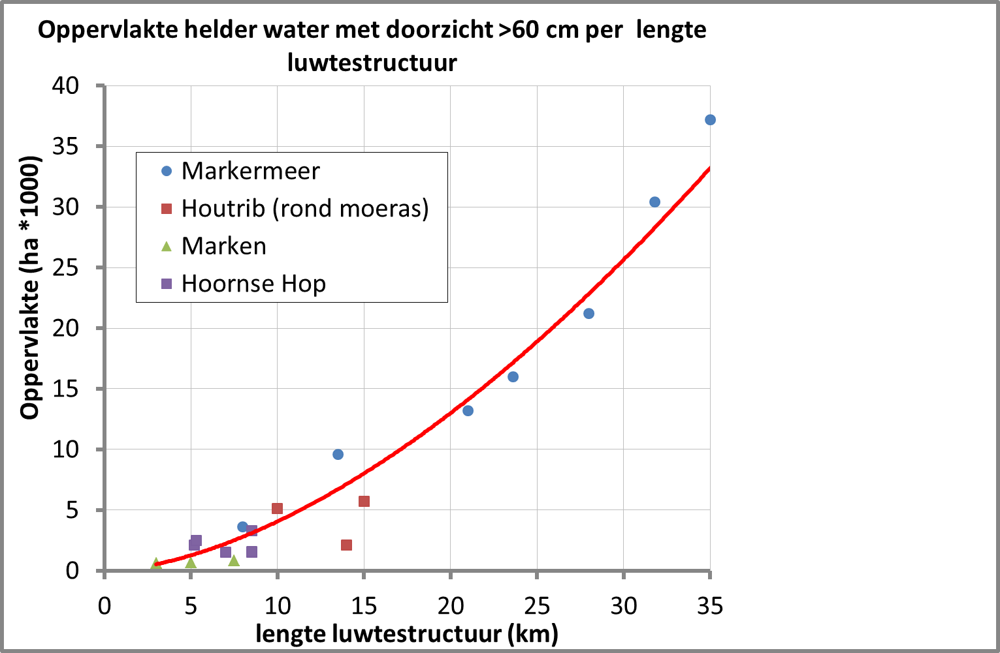 Oppervlakte helder water met doorzicht >60 cm per  lengte
luwtestructuur
Oppervlakte (ha *1000)
40
35
30
25
20
15
10
5
0
Markermeer
Houtrib (rond moeras)
Marken
Hoornse Hop
0 5 10 15 20 25 30 35
lengte luwtestructuur (km)